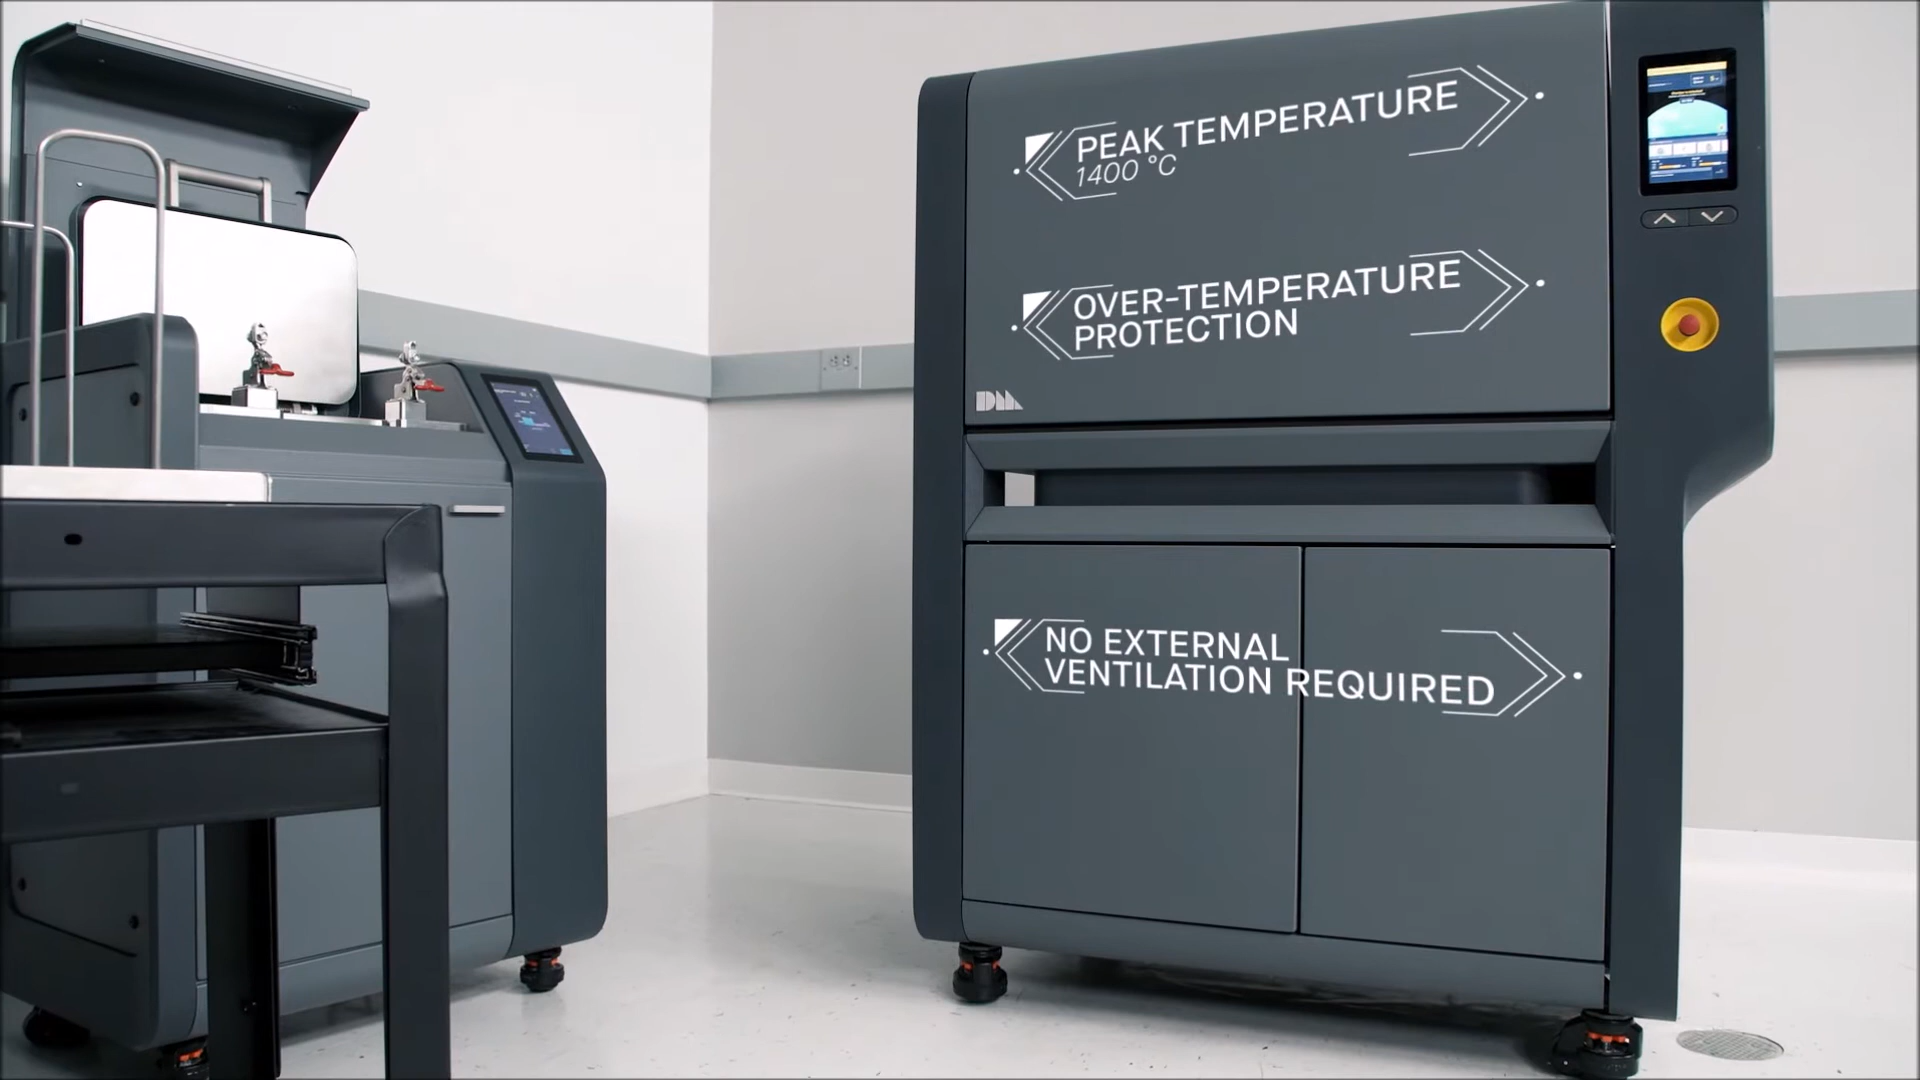 PEAK TEMPERATURE
1400 °C
OVER-TEMPERATURE
PROTECTION
DM
NO EXTERNAL
VENTILATION REQUIRED